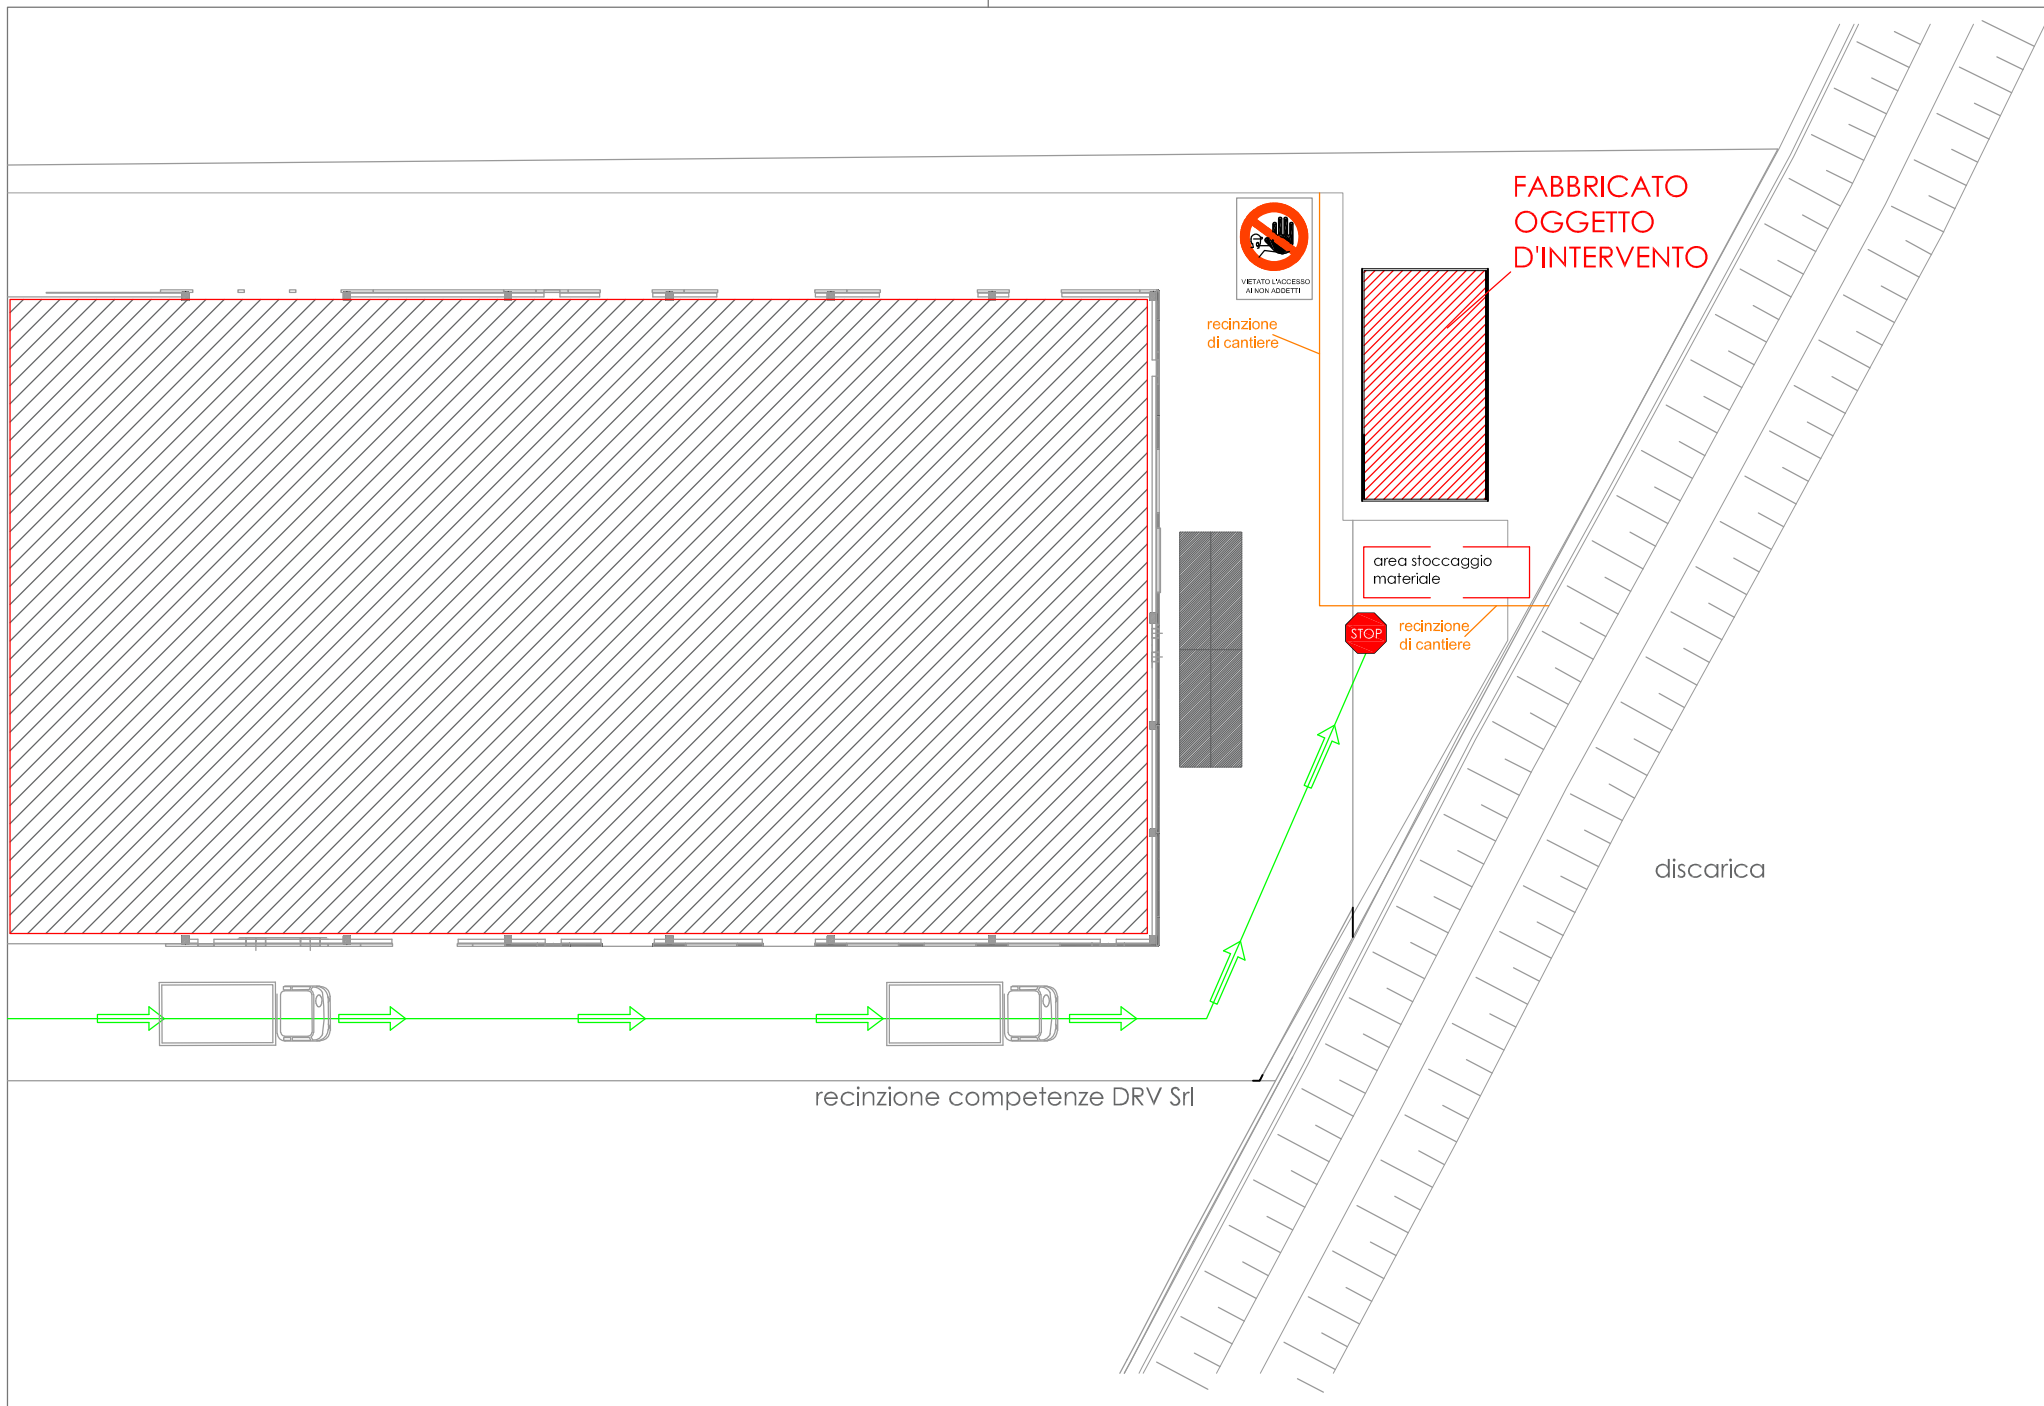 FABBRICATO
OGGETTO
D'INTERVENTO
VIETATO L'ACCESSO
AI NON ADDETTI
recinzione
di cantiere
area stoccaggio
materiale
STOP
recinzione
di cantiere
discarica
recinzione competenze DRV Srl